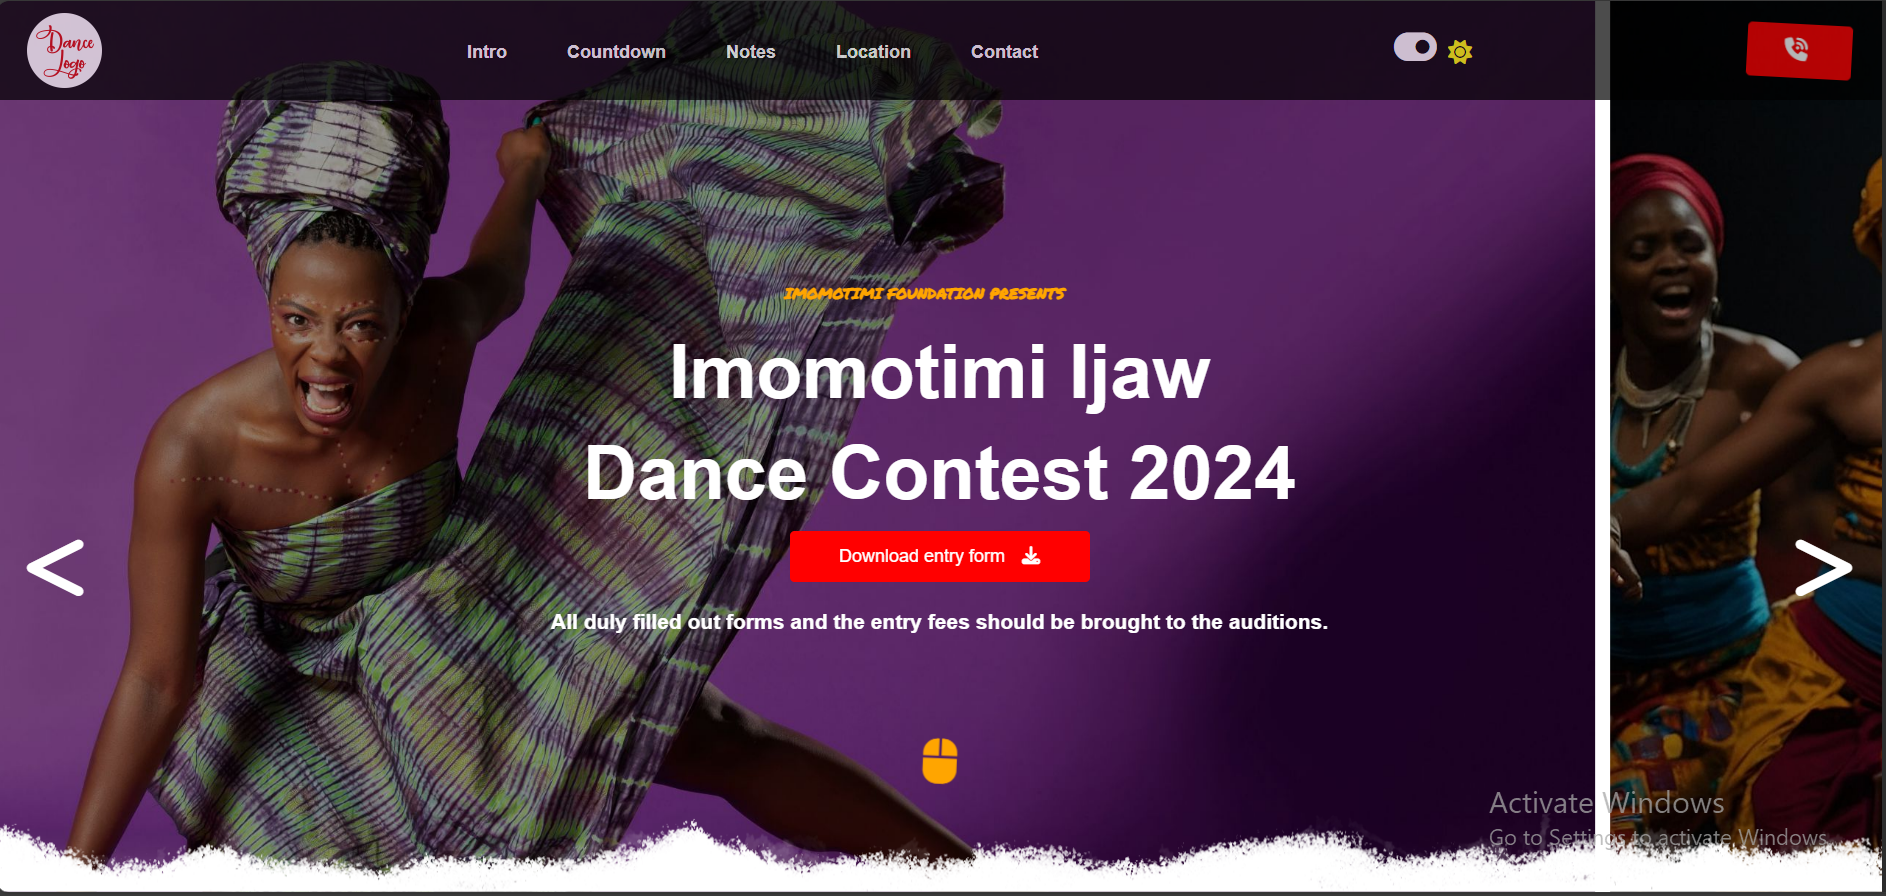 Dance
Logo
Intro
Countdown
Notes
Location
Contact
IMOMOTIMI FOUNDATION PRESENTS
Imomotimi Ijaw
Dance Contest 2024
Download entry form
All duly filled out forms and the entry fees should be brought to the auditions.
Activate Windows
Go to Settings to activate Windows.